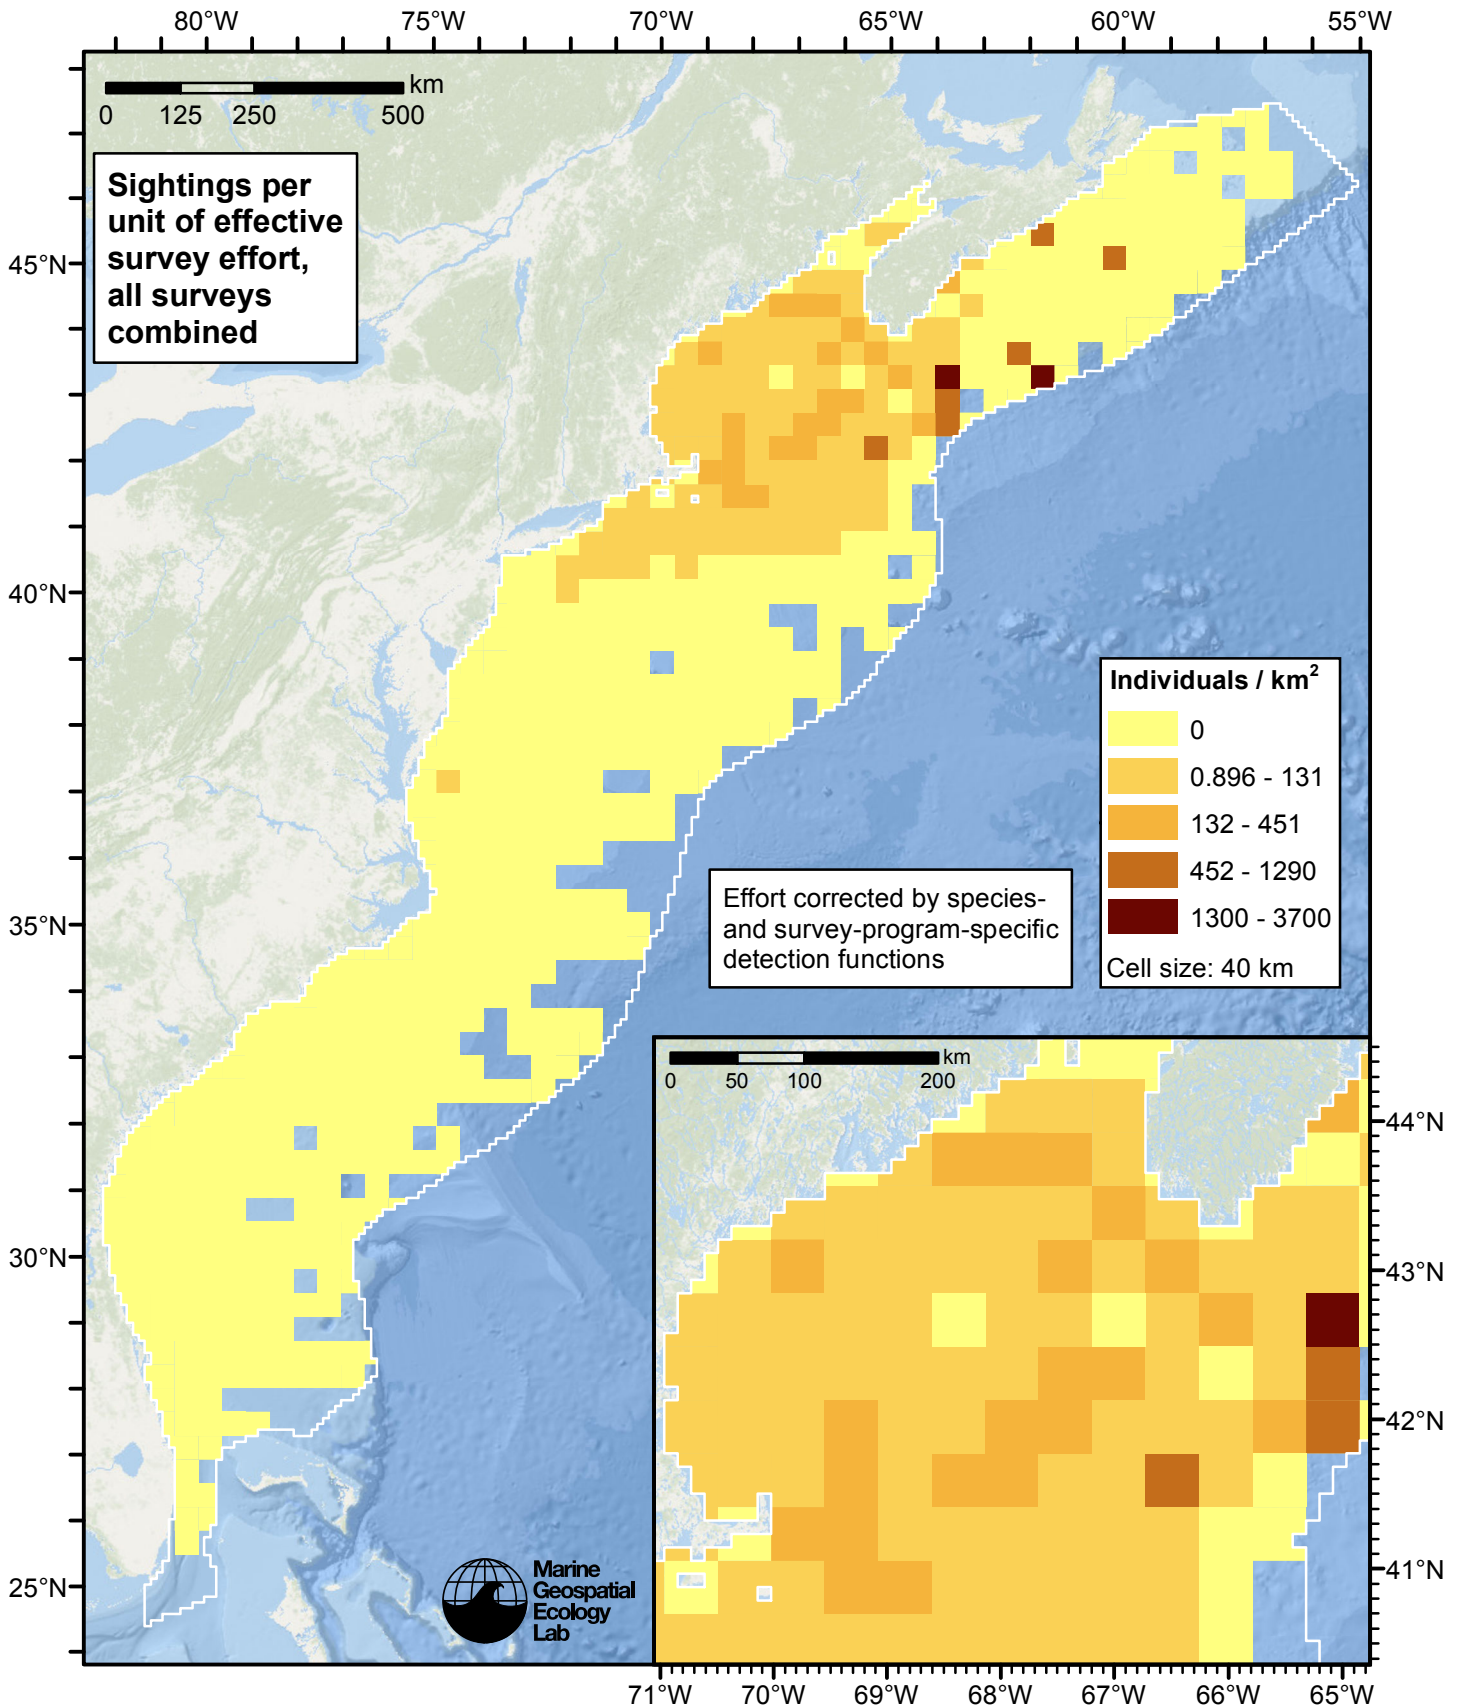 80°W 75°W 70°W 65°W 60°W 55°W
km
0 125 250 500
Sightings per
unit of effective
survey effort,
all surveys
combined
45°N
40°N
35°N
30°N
25°N
Individuals / km²
0
0.896 - 131
132 - 451
452 - 1290
1300 - 3700
Cell size: 40 km
Effort corrected by species-
and survey-program-specific
detection functions
km
0 50 100 200
44°N
43°N
42°N
41°N
Marine
Geospatial
Ecology
Lab
71°W 70°W 69°W 68°W 67°W 66°W 65°W